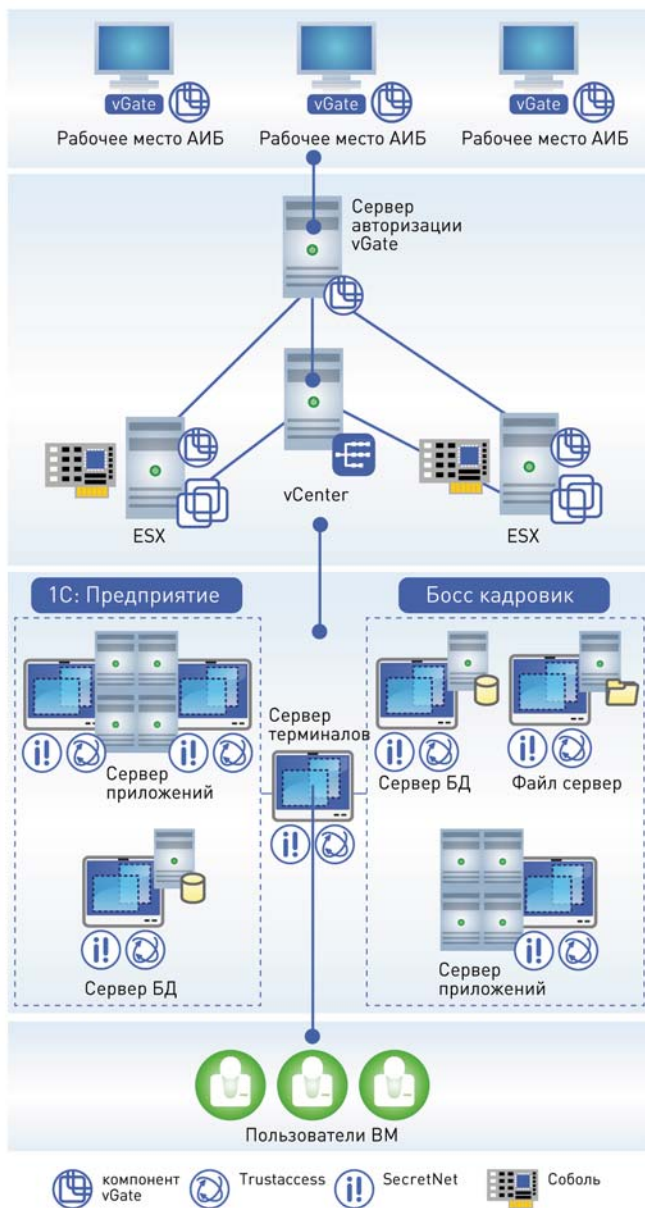 vGate
vGate
vGate
Рабочее место АИБ
Рабочее место АИБ
Рабочее место АИБ
Сервер
авторизации
vGate
vCenter
ESX
ESX
1С: Предприятие
Босс кадровик
Сервер
приложений
Сервер
терминалов
Сервер БД
Файл сервер
Сервер БД
Сервер
приложений
Пользователи ВМ
компонент
vGate
Trustaccess
SecretNet
Соболь